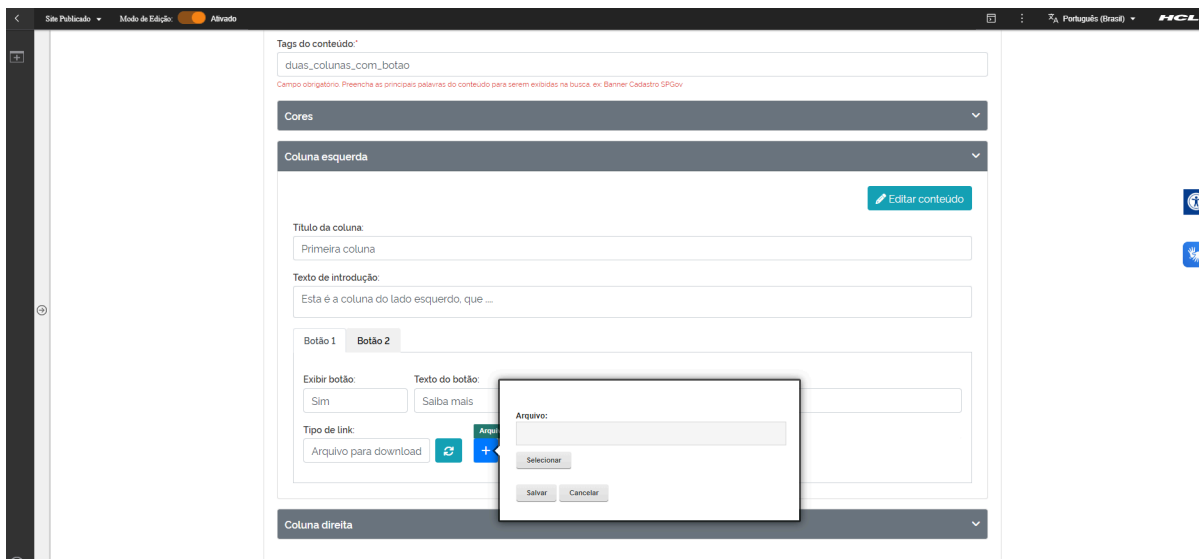 Site Publicado
Modo de Edição: Ativado
Português (Brasil)
HCL
Tags do conteúdo:*
duas_colunas_com_botao
Campo obrigatório. Preencha as principais palavras do conteúdo para serem exibidas na busca. ex: Banner Cadastro SPGov
Cores
Coluna esquerda
Editar conteúdo
Título da coluna:
Primeira coluna
Texto de introdução:
Esta é a coluna do lado esquerdo, que ....
Botão 1
Botão 2
Exibir botão:
Texto do botão:
Sim
Saiba mais
Tipo de link:
Arquivo para download
Arquivo:
Selecionar
Salvar
Cancelar
Coluna direita